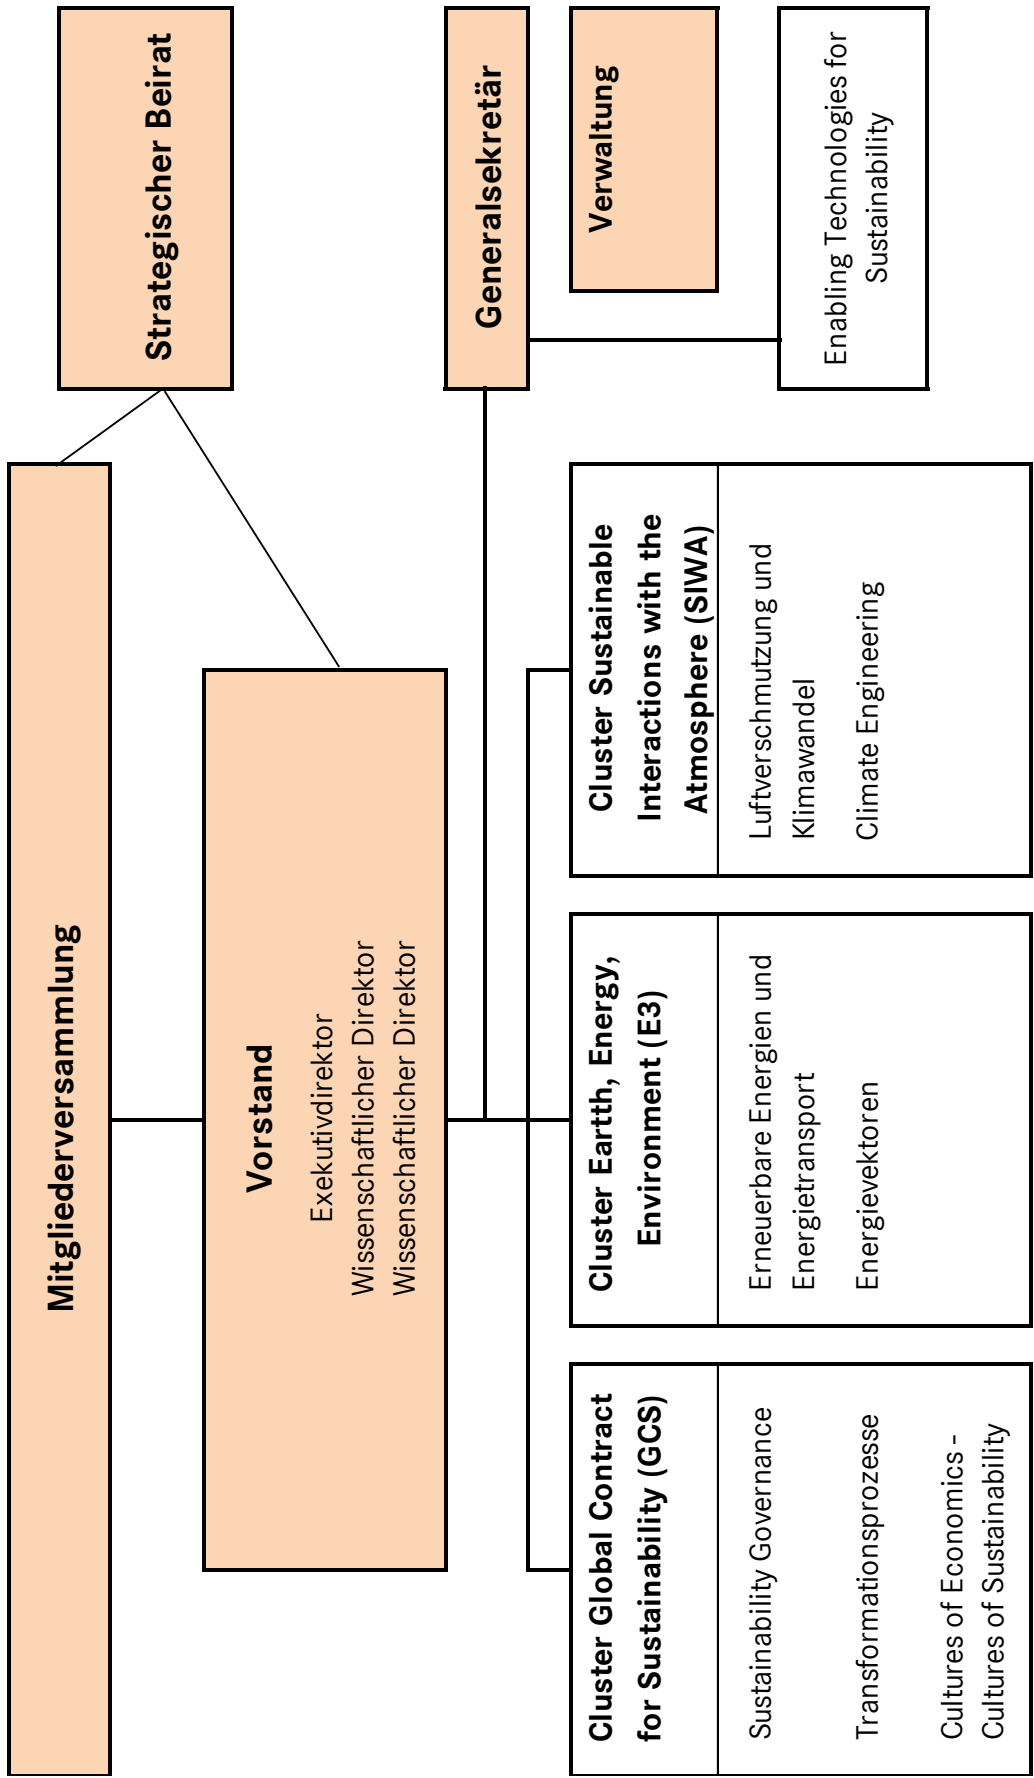 Mitgliederversammlung
Strategischer Beirat
Vorstand
Exekutivdirektor
Wissenschaftlicher Direktor
Wissenschaftlicher Direktor
Generalsekretär
Cluster Global Contract
for Sustainability (GCS)
Sustainability Governance
Transformationsprozesse
Cultures of Economics -
Cultures of Sustainability
Cluster Earth, Energy,
Environment (E3)
Erneuerbare Energien und
Energietransport
Energievektoren
Cluster Sustainable
Interactions with the
Atmosphere (SIWA)
Luftverschmutzung und
Klimawandel
Climate Engineering
Verwaltung
Enabling Technologies for
Sustainability